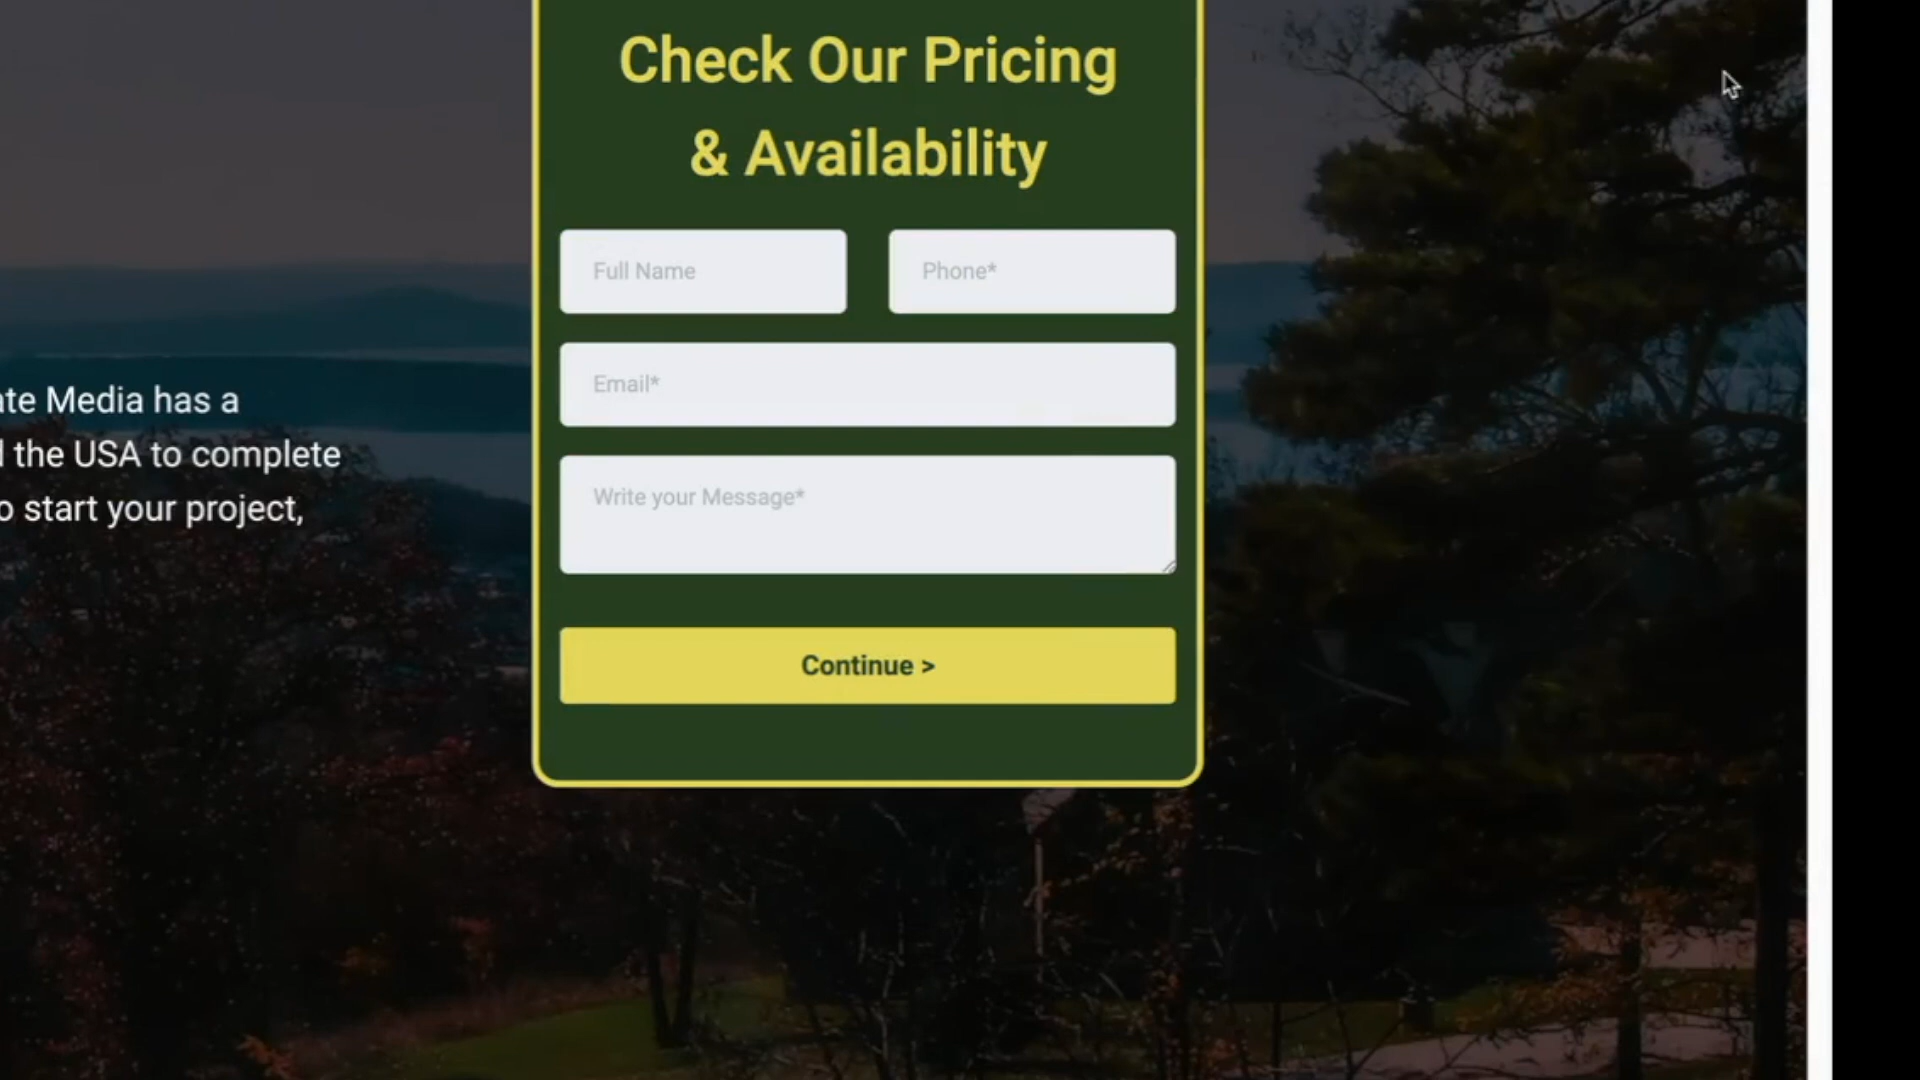 Check Our Pricing
& Availability
Full Name
Phone*
Email*
Write your Message*
Continue >
Media has a
the USA to complete
start your project,